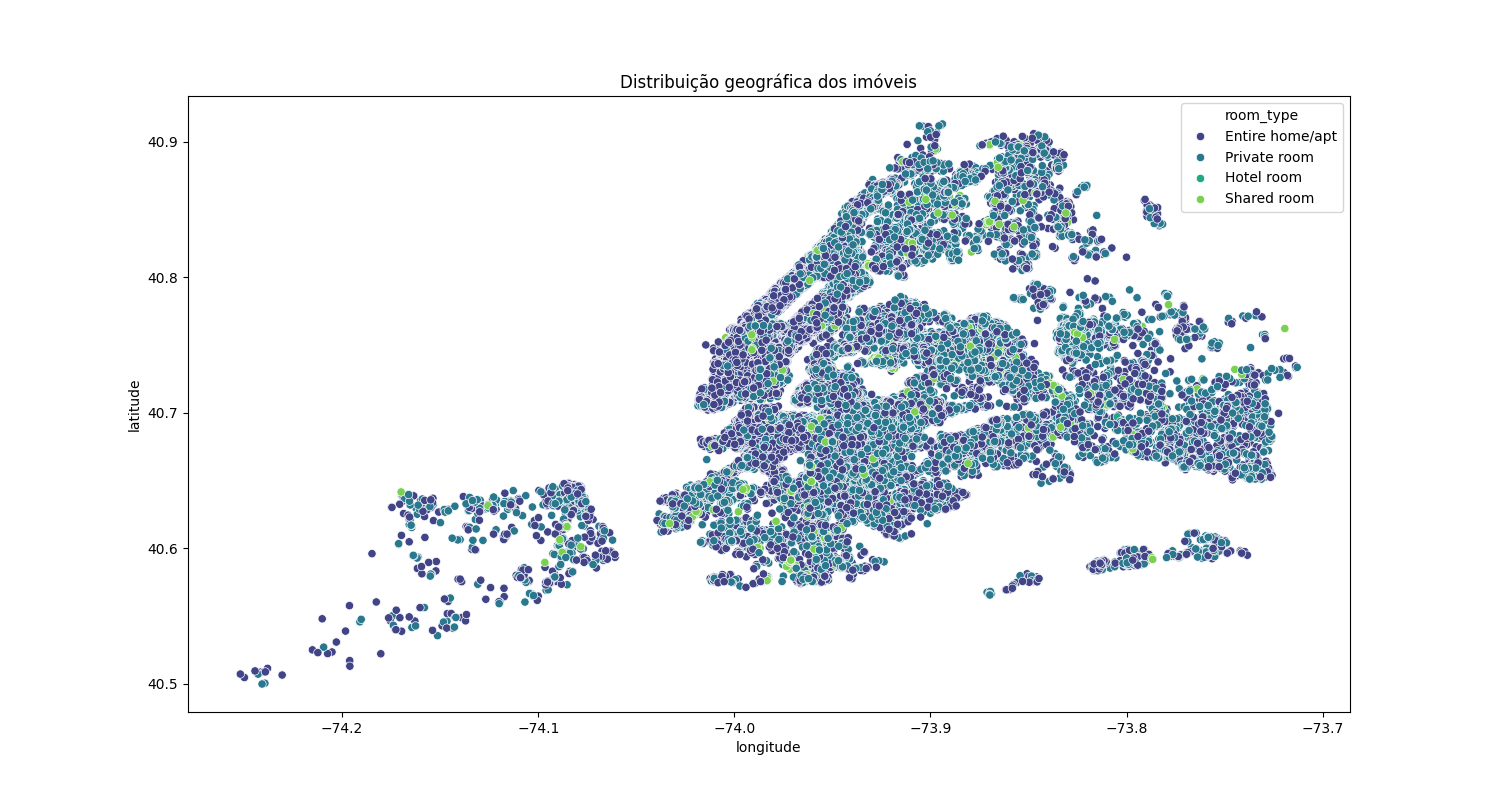 Distribuição geográfica dos imóveis
room_type
Entire home/apt
Private room
Hotel room
Shared room
latitude
40.9
40.8
40.7
40.6
40.5
−74.2
−74.1
−74.0
−73.9
−73.8
−73.7
longitude